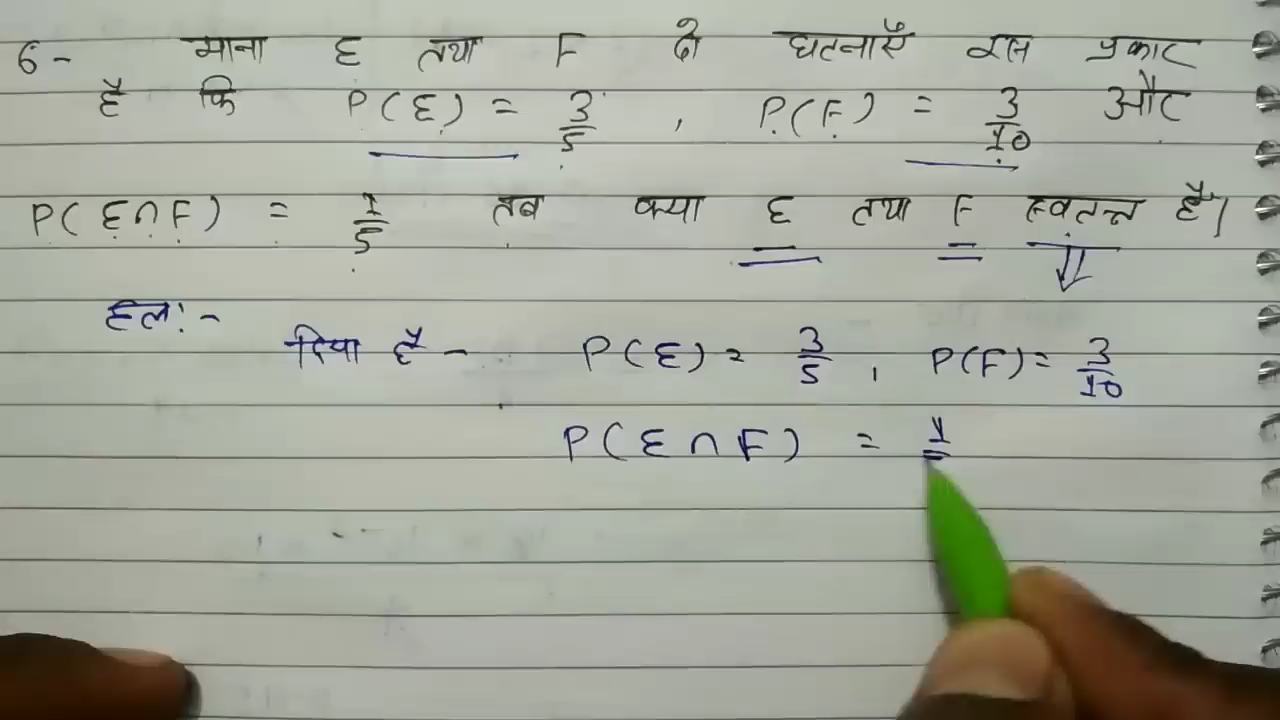 6- माना E तथा F दो घटनाएँ इस प्रकार
है कि P(E) = 3/5 , P(F) = 3/10 और
P(E∩F) = 1/5 तब क्या E तथा F स्वतन्त्र है।
हल:-
दिया है - P(E) = 3/5 , P(F) = 3/10
P(E∩F) = 1